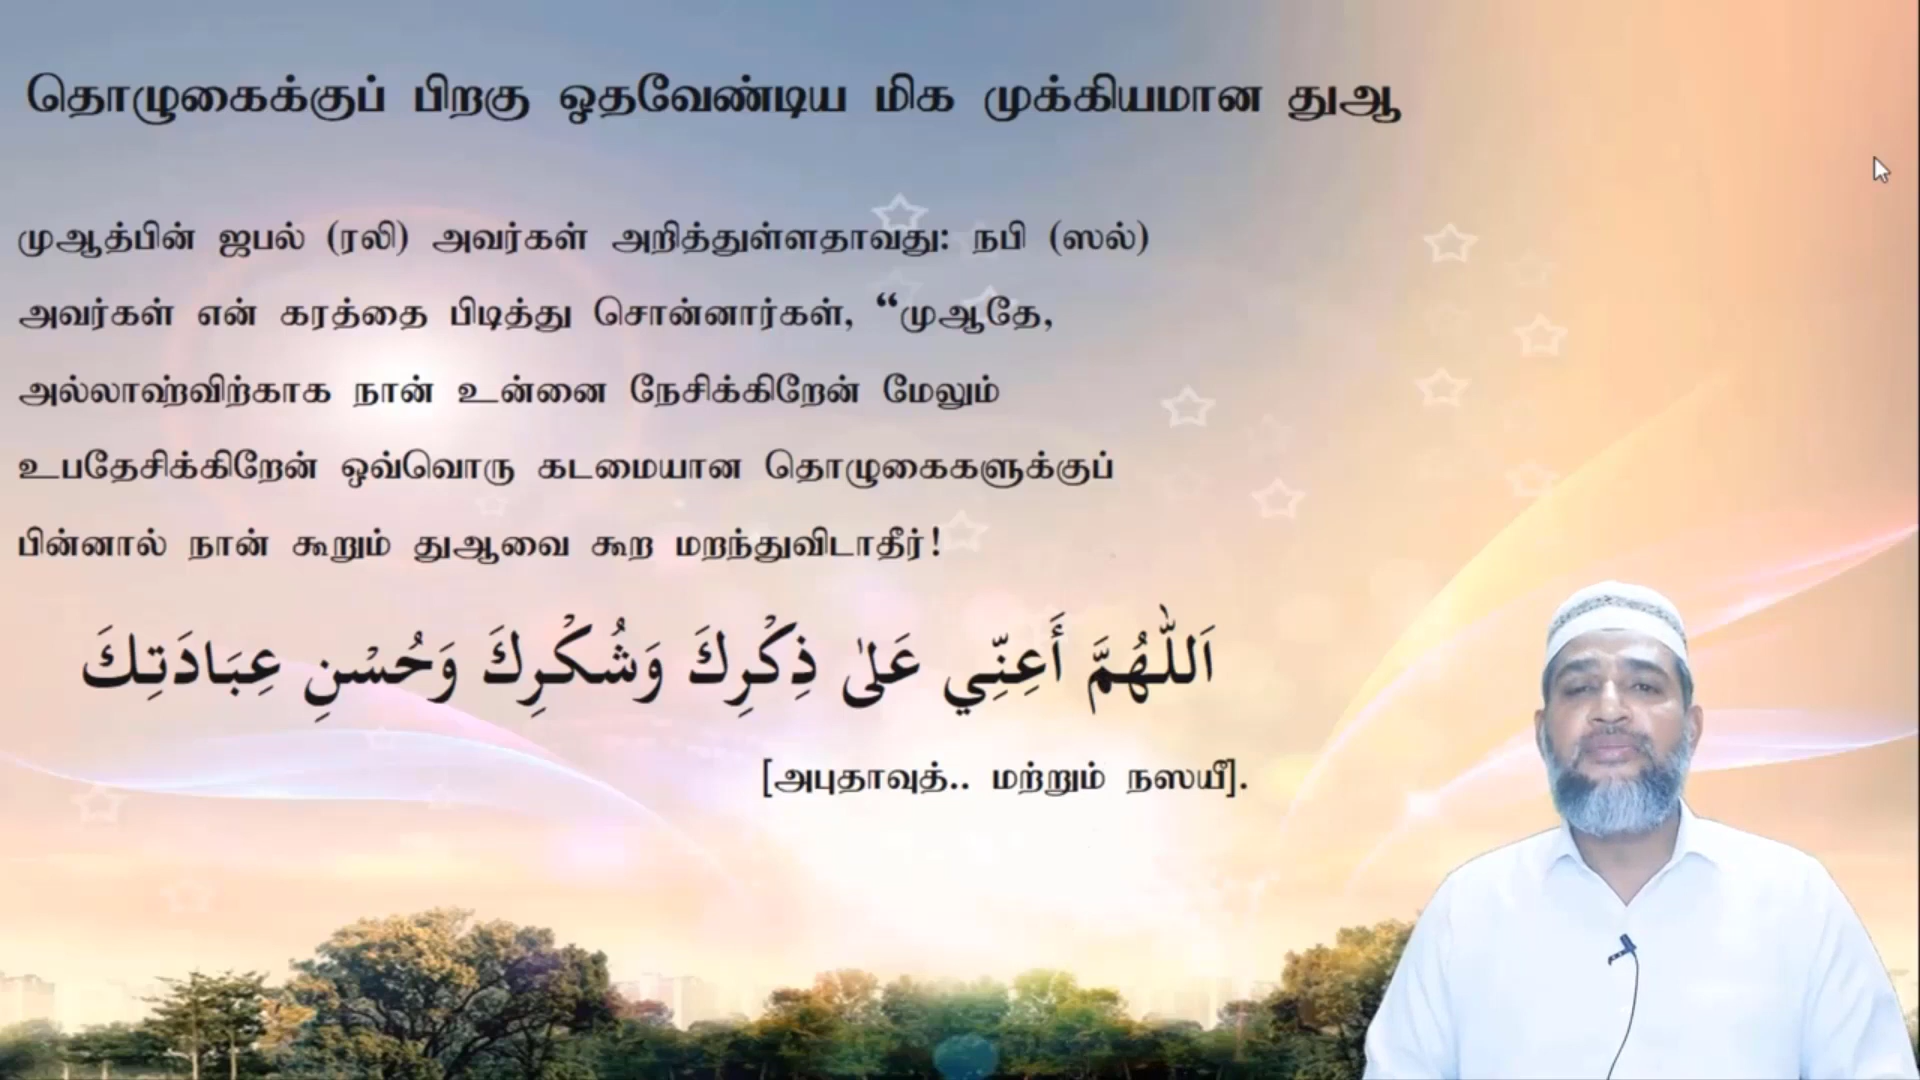 தொழுகைக்குப் பிறகு ஓதவேண்டிய மிக முக்கியமான துஆ
முஆத்பின் ஜபல் (ரலி) அவர்கள் அறித்துள்ளதாவது: நபி (ஸல்)
அவர்கள் என் கரத்தை பிடித்து சொன்னார்கள், “முஆதே,
அல்லாஹ்விற்காக நான் உன்னை நேசிக்கிறேன் மேலும்
உபதேசிக்கிறேன் ஒவ்வொரு கடமையான தொழுகைகளுக்குப்
பின்னால் நான் கூறும் துஆவை கூற மறந்துவிடாதீர்!
اَللّٰهُمَّ أَعِنِّي عَلىٰ ذِكْرِكَ وَشُكْرِكَ وَحُسْنِ عِبَادَتِكَ
[அபுதாவுத்.. மற்றும் நஸயீ].